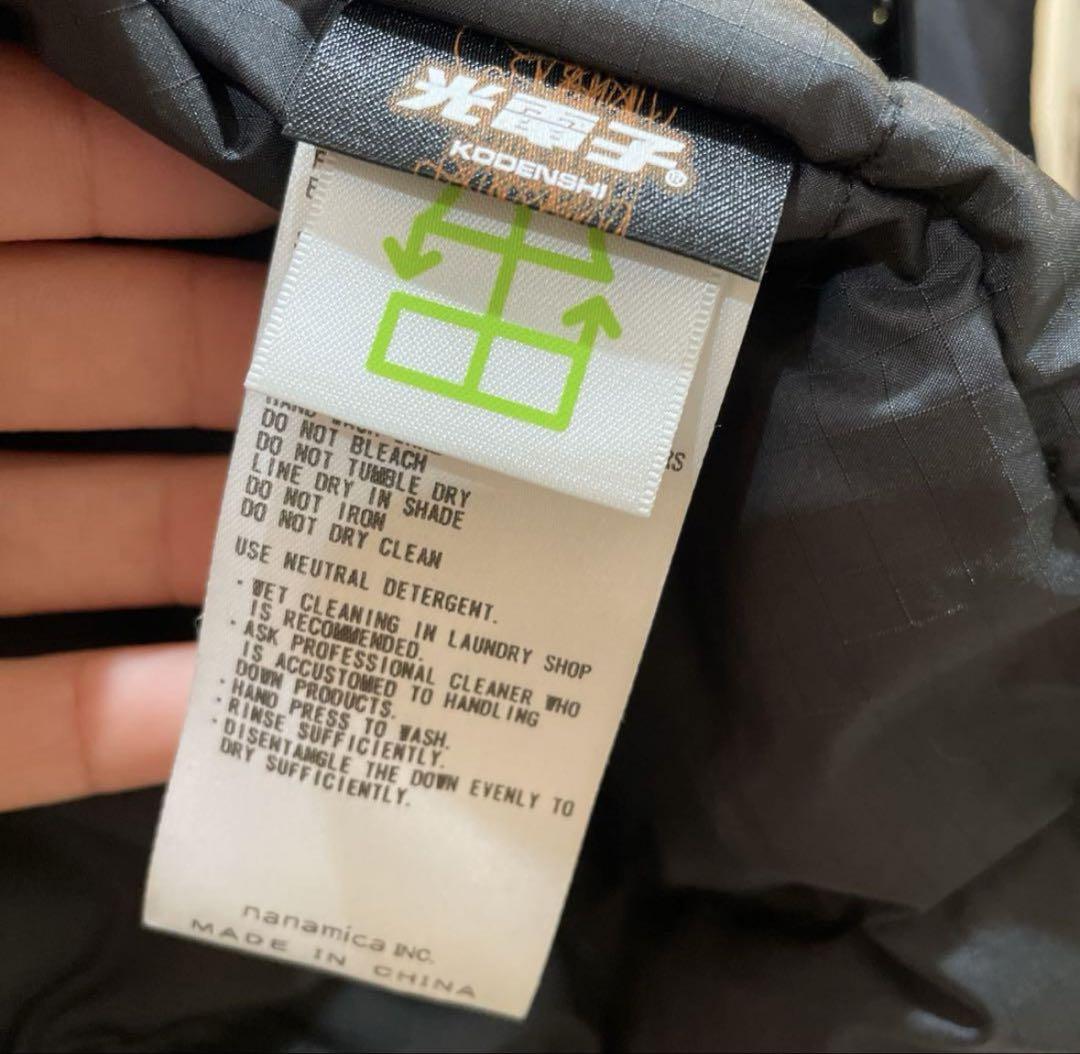 光電子®
KODENSHI
E
E
RS
HAND WASH
DO NOT BLEACH
DO NOT TUMBLE DRY
LINE DRY IN SHADE
DO NOT IRON
DO NOT DRY CLEAN
USE NEUTRAL DETERGENT.
・WET CLEANING IN LAUNDRY SHOP
IS RECOMMENDED.
・ASK PROFESSIONAL CLEANER WHO
IS ACCUSTOMED TO HANDLING
DOWN PRODUCTS.
・HAND PRESS TO WASH.
・RINSE SUFFICIENTLY.
・DISENTANGLE THE DOWN EVENLY TO
DRY SUFFICIENTLY.
nanamica INC.
MADE IN CHINA